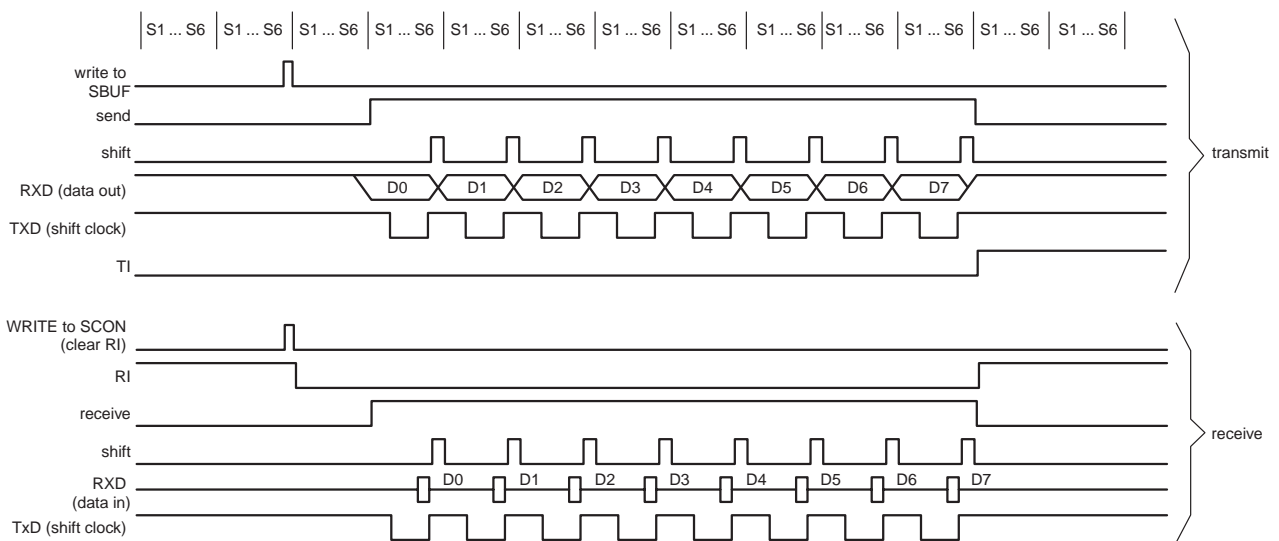 S1 ... S6 S1 ... S6 S1 ... S6 S1 ... S6 S1 ... S6 S1 ... S6 S1 ... S6 S1 ... S6 S1 ... S6 S1 ... S6 S1 ... S6 S1 ... S6 S1 ... S6
write to
SBUF
send
shift
transmit
RXD (data out) D0 D1 D2 D3 D4 D5 D6 D7
TXD (shift clock)
TI
WRITE to SCON
(clear RI)
RI
receive
receive
shift
RXD D0 D1 D2 D3 D4 D5 D6 D7
(data in)
TxD (shift clock)